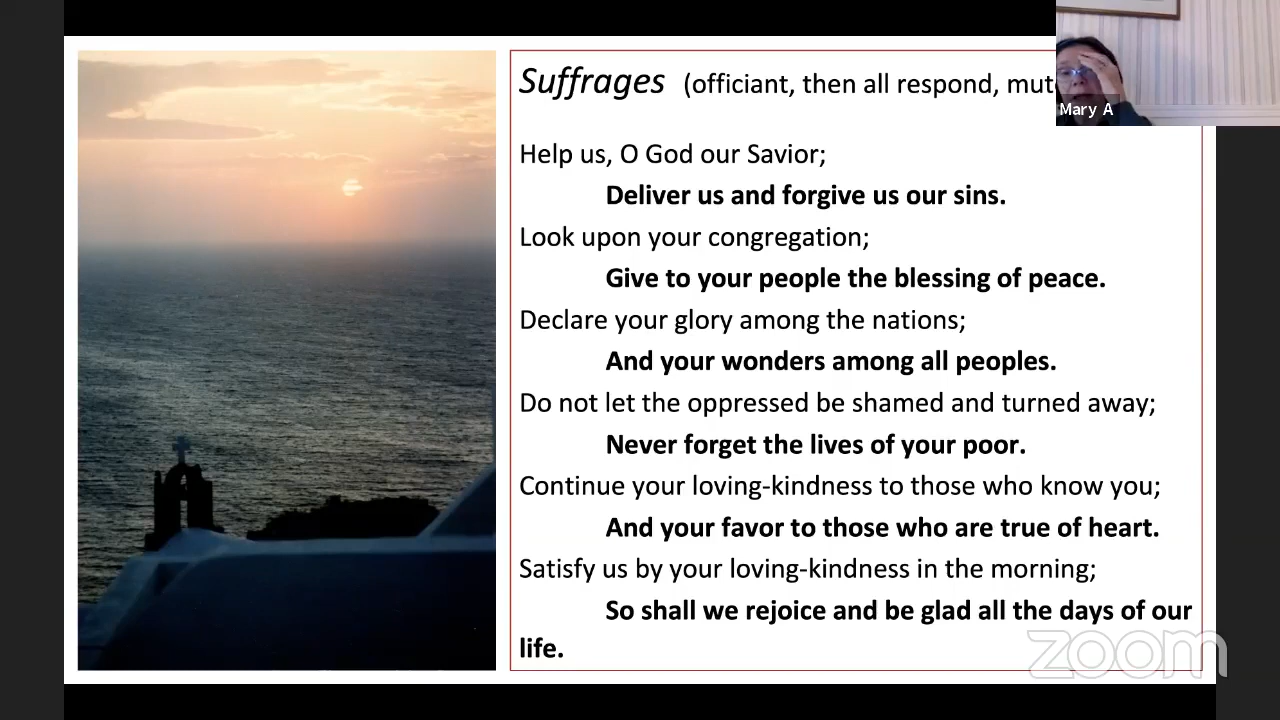 Suffrages (officiant, then all respond, mut
Mary A
Help us, O God our Savior;
Deliver us and forgive us our sins.
Look upon your congregation;
Give to your people the blessing of peace.
Declare your glory among the nations;
And your wonders among all peoples.
Do not let the oppressed be shamed and turned away;
Never forget the lives of your poor.
Continue your loving-kindness to those who know you;
And your favor to those who are true of heart.
Satisfy us by your loving-kindness in the morning;
So shall we rejoice and be glad all the days of our
life.
zoom